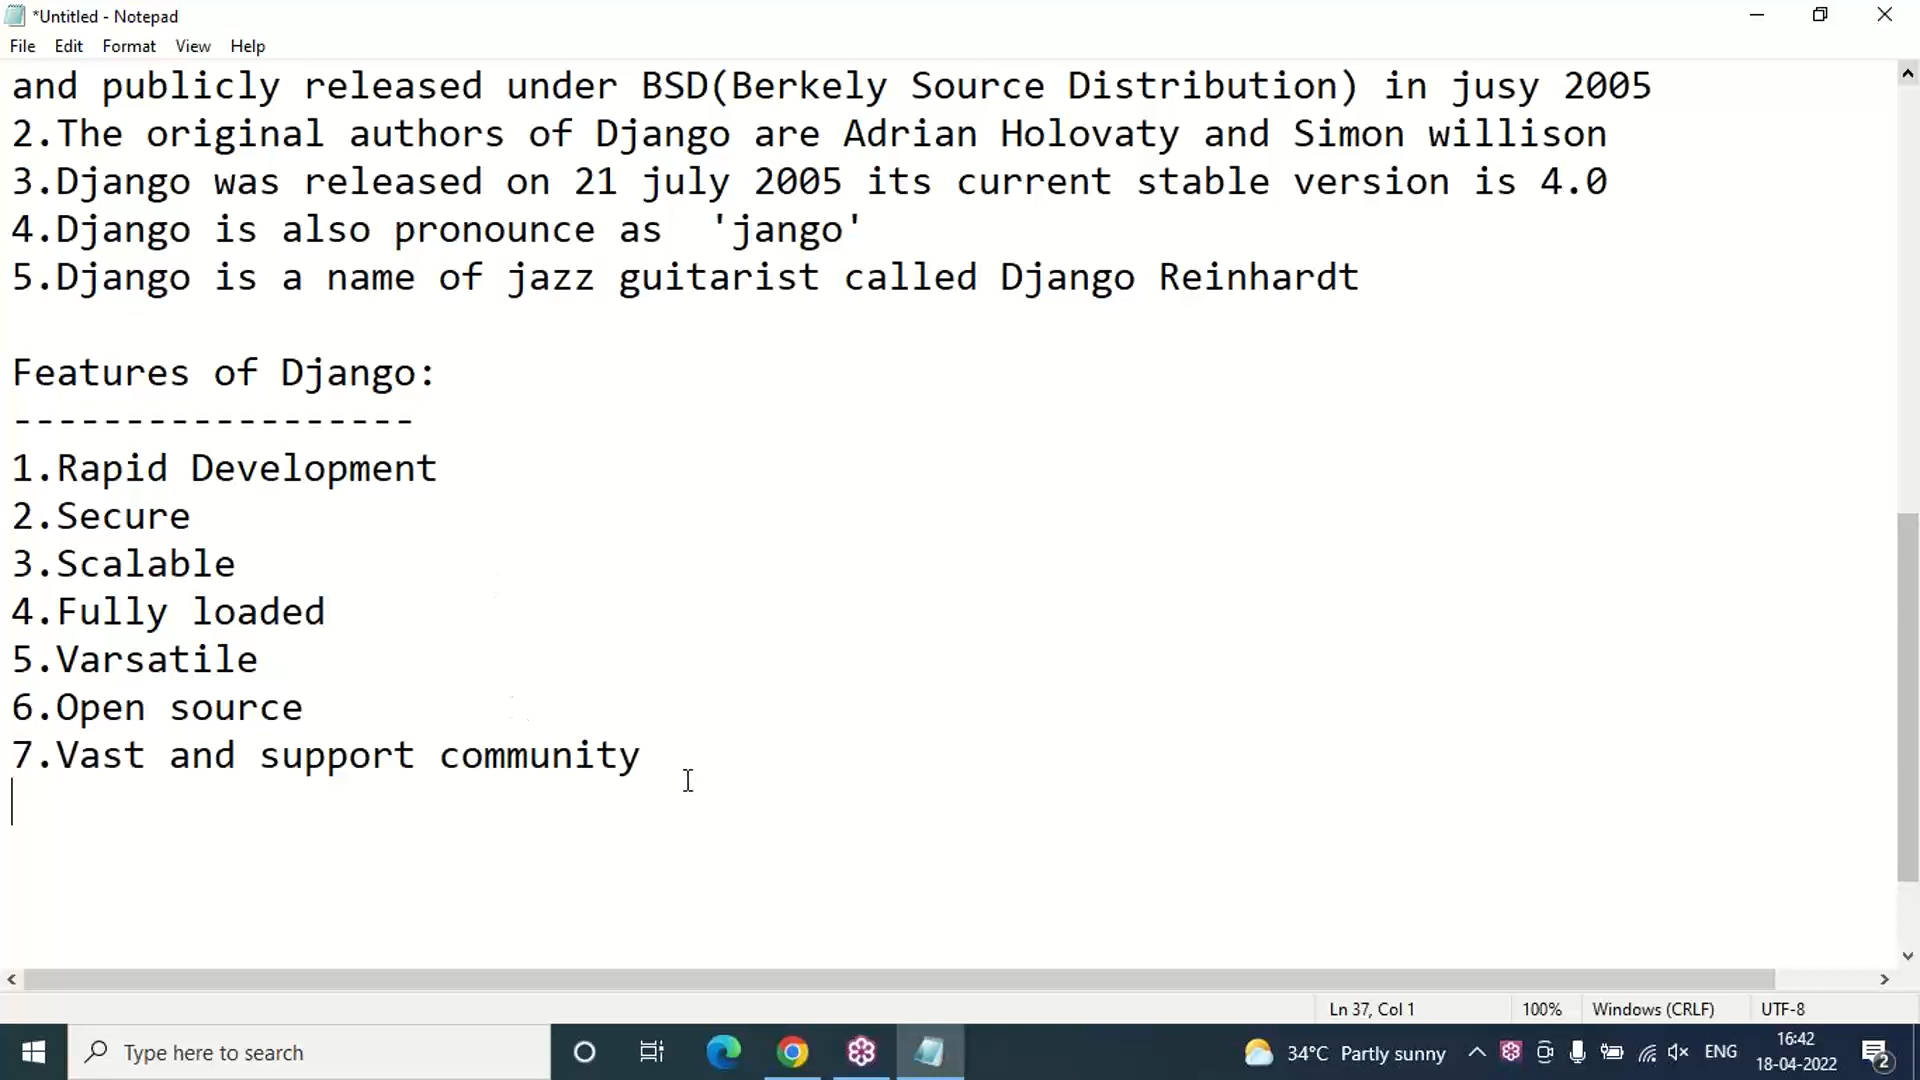 *Untitled - Notepad
File Edit Format View Help
and publicly released under BSD(Berkely Source Distribution) in jusy 2005
2.The original authors of Django are Adrian Holovaty and Simon willison
3.Django was released on 21 july 2005 its current stable version is 4.0
4.Django is also pronounce as  'jango'
5.Django is a name of jazz guitarist called Django Reinhardt
Features of Django:
------------------
1.Rapid Development
2.Secure
3.Scalable
4.Fully loaded
5.Varsatile
6.Open source
7.Vast and support community
Ln 37, Col 1 100% Windows (CRLF) UTF-8
Type here to search 34°C Partly sunny ENG 16:42
18-04-2022 2